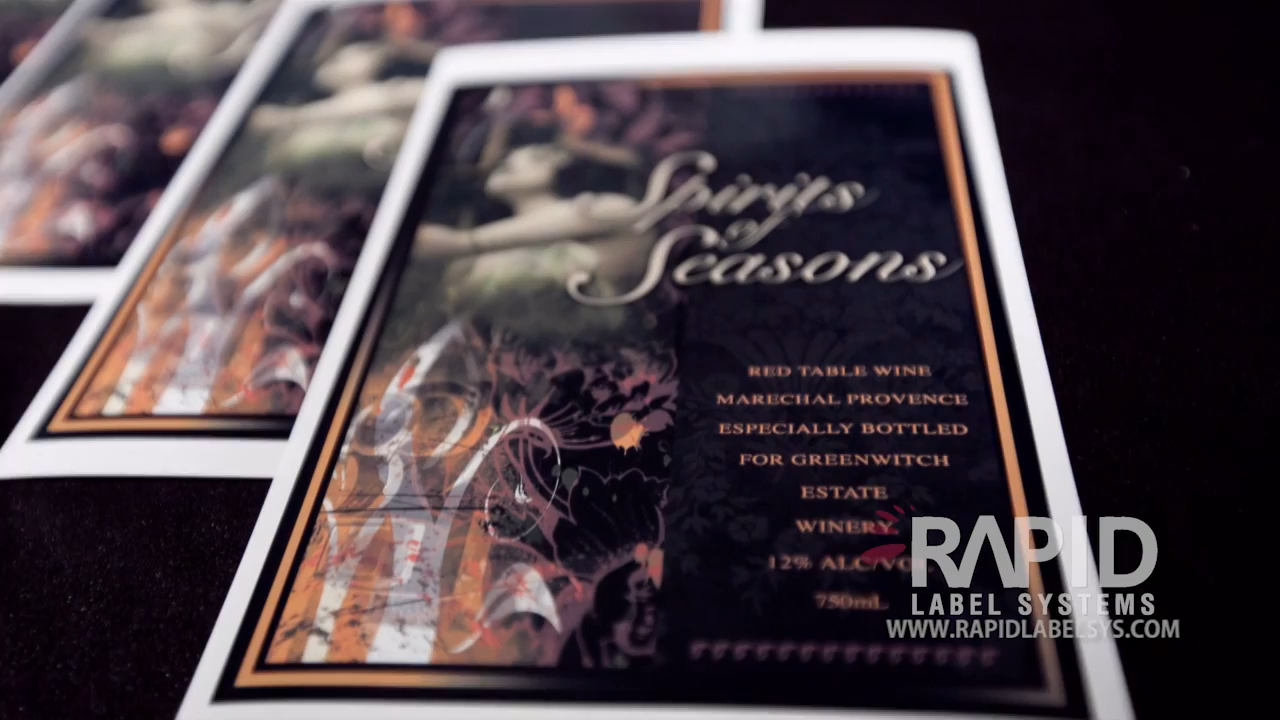 Spirits
of
Seasons
RED TABLE WINE
MARECHAL PROVENCE
ESPECIALLY BOTTLED
FOR GREENWITCH
ESTATE
WINERY
12% ALC/VOL
750mL
RAPID
LABEL SYSTEMS
WWW.RAPIDLABELSYS.COM